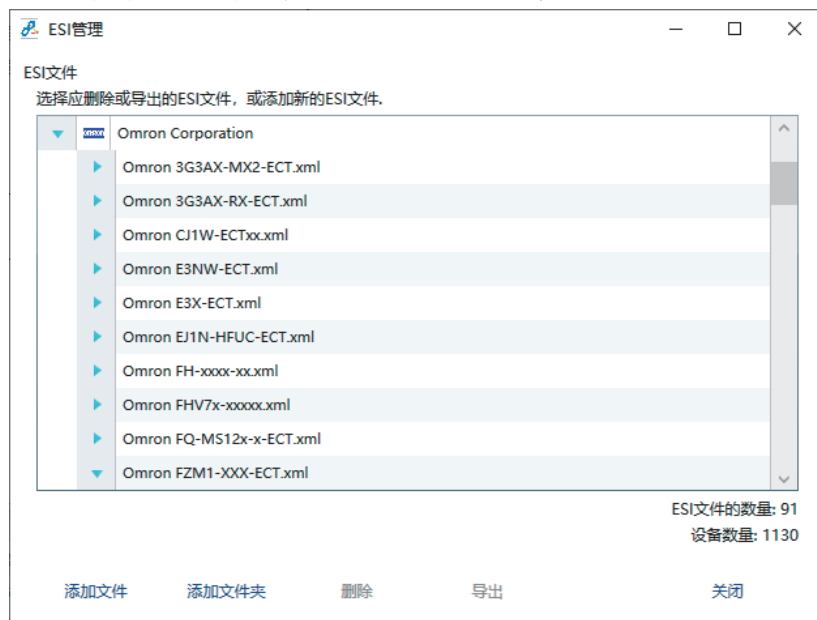 ESI管理
ESI文件
选择应删除或导出的ESI文件，或添加新的ESI文件.
OMRON Omron Corporation
Omron 3G3AX-MX2-ECT.xml
Omron 3G3AX-RX-ECT.xml
Omron CJ1W-ECTxx.xml
Omron E3NW-ECT.xml
Omron E3X-ECT.xml
Omron EJ1N-HFUC-ECT.xml
Omron FH-xxxx-xx.xml
Omron FHV7x-xxxxx.xml
Omron FQ-MS12x-x-ECT.xml
Omron FZM1-XXX-ECT.xml
ESI文件的数量: 91
设备数量: 1130
添加文件 添加文件夹 删除 导出 关闭